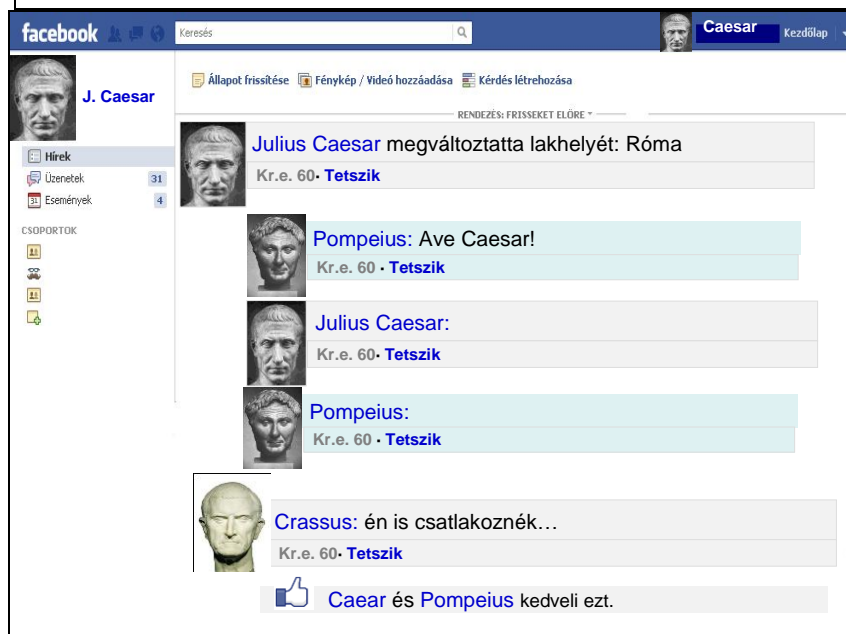 facebook
Keresés
Caesar
Kezdőlap
J. Caesar
Állapot frissítése Fénykép / Videó hozzáadása Kérdés létrehozása
RENDEZÉS: FRISSEKET ELŐRE
Hírek
Üzenetek 31
31 Események 4
CSOPORTOK
Julius Caesar megváltoztatta lakhelyét: Róma
Kr.e. 60· Tetszik
Pompeius: Ave Caesar!
Kr.e. 60 · Tetszik
Julius Caesar:
Kr.e. 60· Tetszik
Pompeius:
Kr.e. 60 · Tetszik
Crassus: én is csatlakoznék…
Kr.e. 60· Tetszik
Caear és Pompeius kedveli ezt.